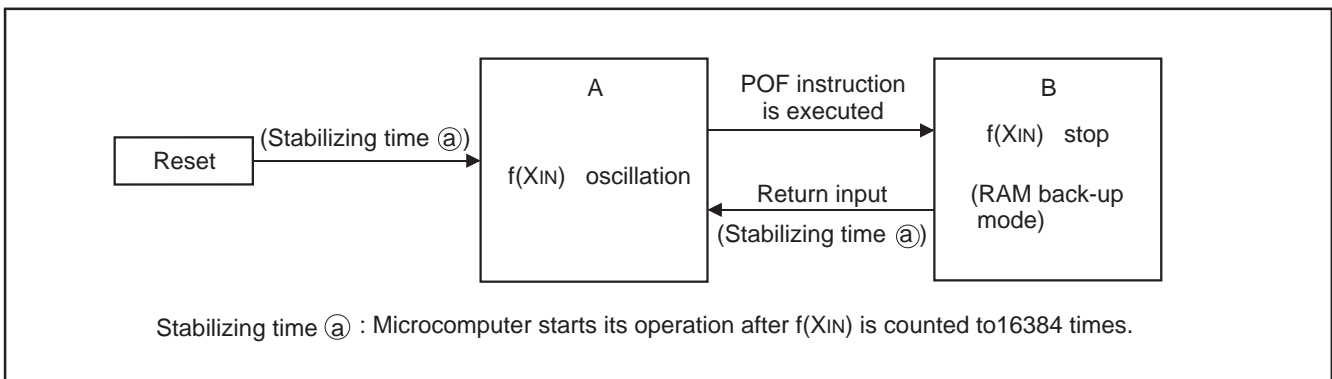 Reset
(Stabilizing time ⓐ)
A
f(XIN) oscillation
POF instruction
is executed
Return input
(Stabilizing time ⓐ)
B
f(XIN) stop
(RAM back-up
mode)
Stabilizing time ⓐ : Microcomputer starts its operation after f(XIN) is counted to16384 times.